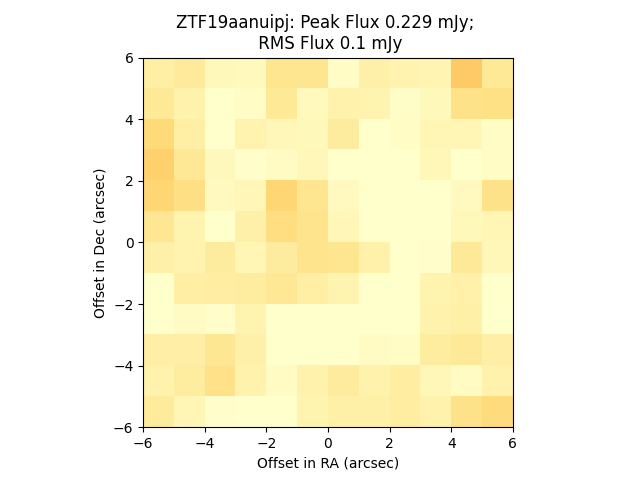 ZTF19aanuipj: Peak Flux 0.229 mJy;
RMS Flux 0.1 mJy
6
4
2
0
−2
−4
−6
Offset in Dec (arcsec)
−6 −4 −2 0 2 4 6
Offset in RA (arcsec)